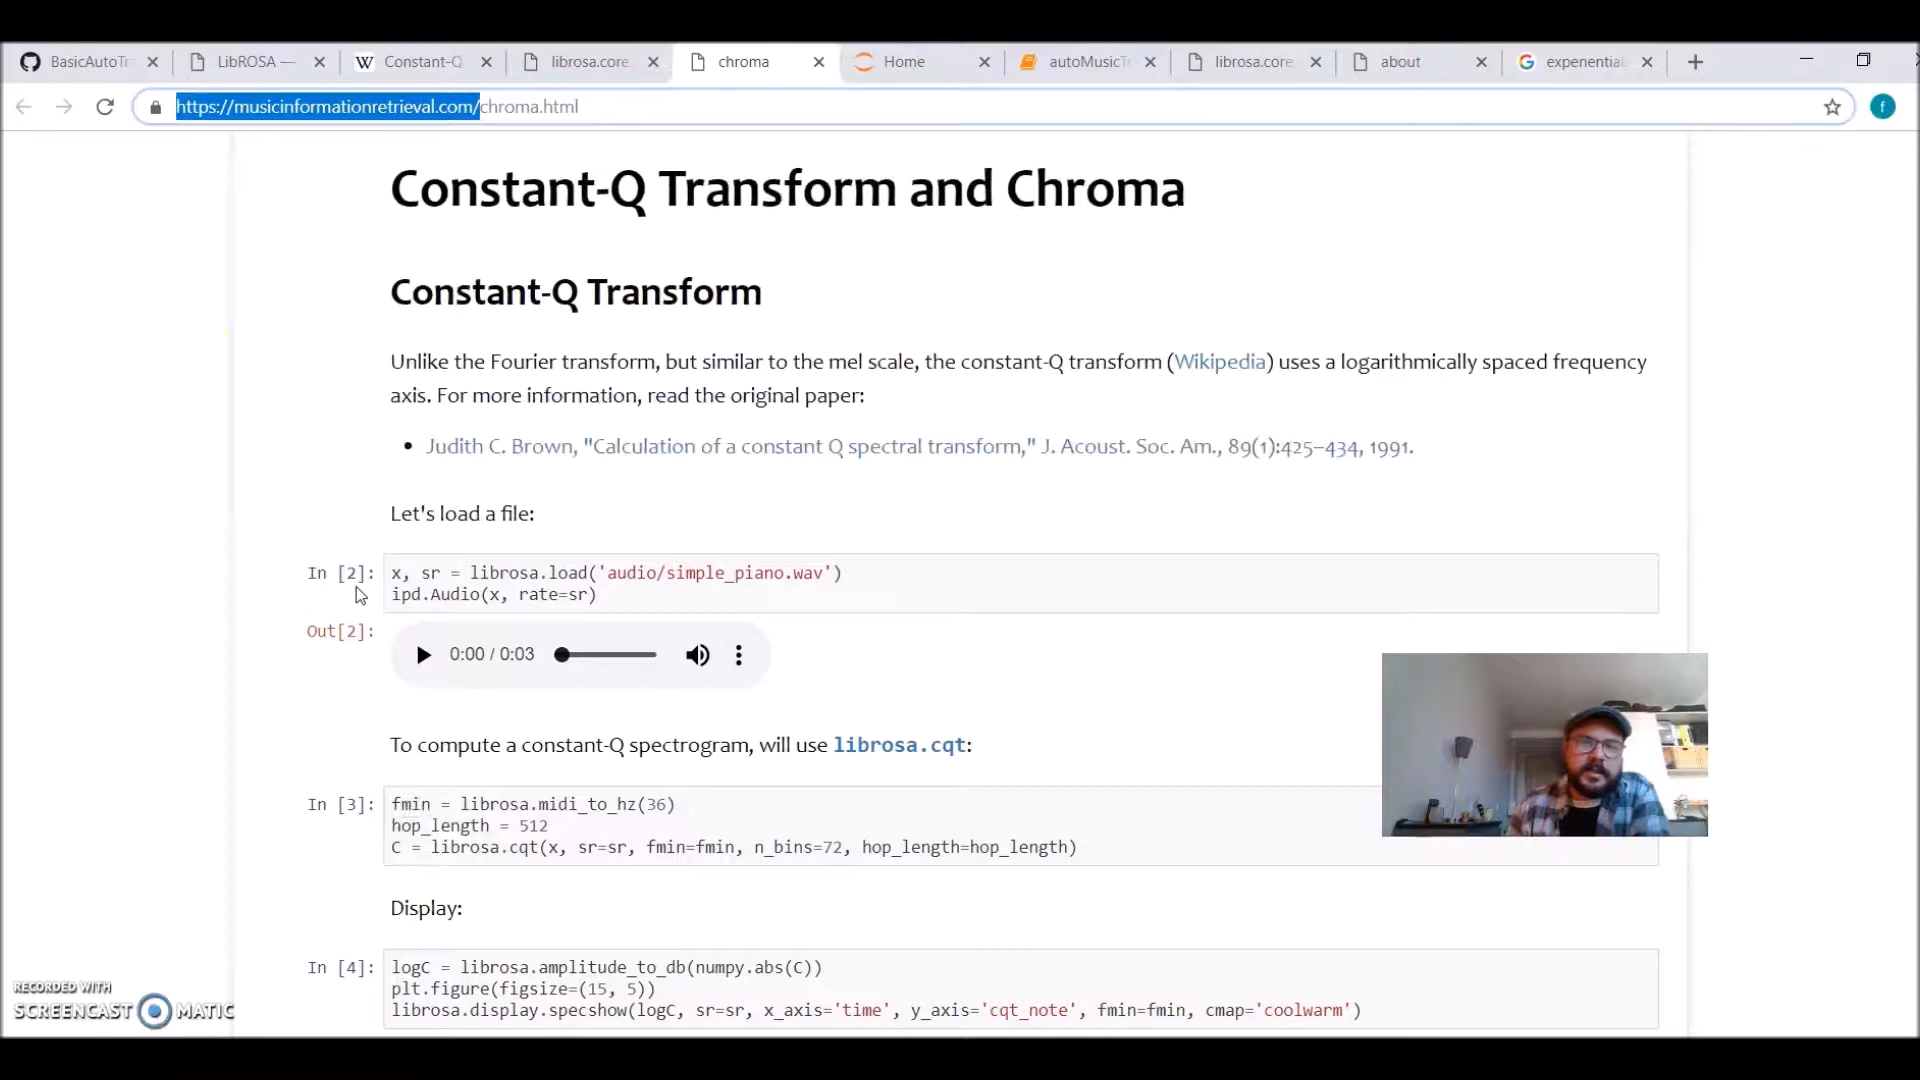 BasicAutoTr
LibROSA —
Constant-Q
librosa.core
chroma
Home
autoMusicTr
librosa.core
about
expenential
https://musicinformationretrieval.com/chroma.html
f
Constant-Q Transform and Chroma
Constant-Q Transform
Unlike the Fourier transform, but similar to the mel scale, the constant-Q transform (Wikipedia) uses a logarithmically spaced frequency
axis. For more information, read the original paper:
• Judith C. Brown, "Calculation of a constant Q spectral transform," J. Acoust. Soc. Am., 89(1):425–434, 1991.
Let's load a file:
In [2]: x, sr = librosa.load('audio/simple_piano.wav')
ipd.Audio(x, rate=sr)
Out[2]:
0:00 / 0:03
To compute a constant-Q spectrogram, will use librosa.cqt:
In [3]: fmin = librosa.midi_to_hz(36)
hop_length = 512
C = librosa.cqt(x, sr=sr, fmin=fmin, n_bins=72, hop_length=hop_length)
Display:
In [4]: logC = librosa.amplitude_to_db(numpy.abs(C))
plt.figure(figsize=(15, 5))
librosa.display.specshow(logC, sr=sr, x_axis='time', y_axis='cqt_note', fmin=fmin, cmap='coolwarm')
RECORDED WITH
SCREENCAST MATIC